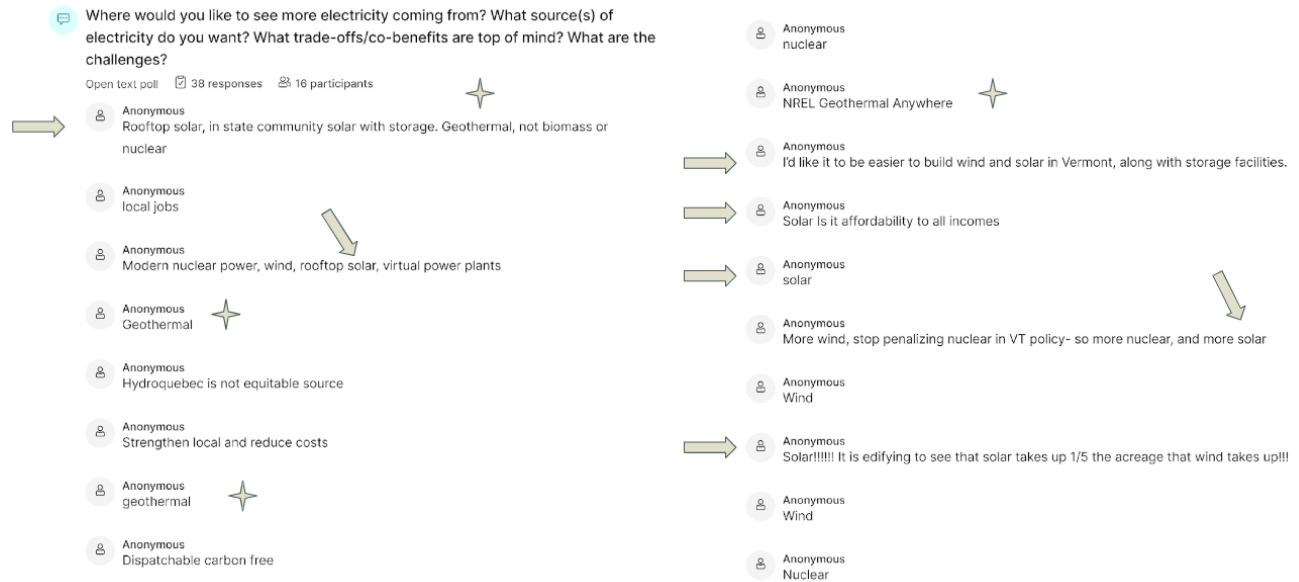 Where would you like to see more electricity coming from? What source(s) of
electricity do you want? What trade-offs/co-benefits are top of mind? What are the
challenges?
Open text poll 38 responses 16 participants
Anonymous
Rooftop solar, in state community solar with storage. Geothermal, not biomass or
nuclear
Anonymous
local jobs
Anonymous
Modern nuclear power, wind, rooftop solar, virtual power plants
Anonymous
Geothermal
Anonymous
Hydroquebec is not equitable source
Anonymous
Strengthen local and reduce costs
Anonymous
geothermal
Anonymous
Dispatchable carbon free
Anonymous
nuclear
Anonymous
NREL Geothermal Anywhere
Anonymous
I'd like it to be easier to build wind and solar in Vermont, along with storage facilities.
Anonymous
Solar Is it affordability to all incomes
Anonymous
solar
Anonymous
More wind, stop penalizing nuclear in VT policy- so more nuclear, and more solar
Anonymous
Wind
Anonymous
Solar!!!!!! It is edifying to see that solar takes up 1/5 the acreage that wind takes up!!!
Anonymous
Wind
Anonymous
Nuclear